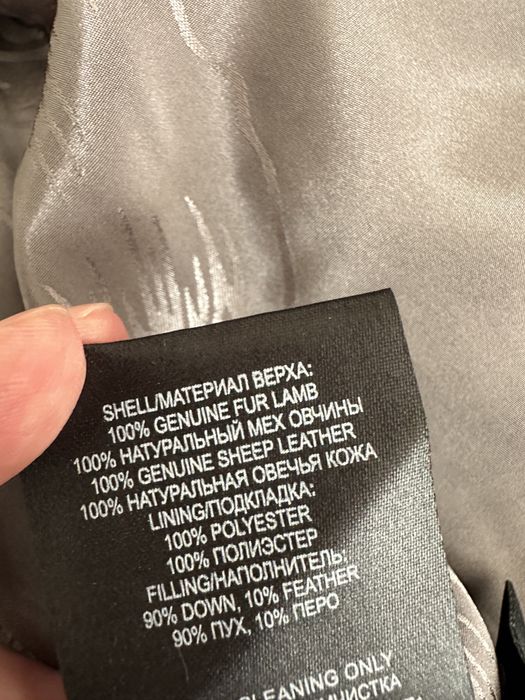 SHELL/МАТЕРИАЛ ВЕРХА:
100% GENUINE FUR LAMB
100% НАТУРАЛЬНЫЙ МЕХ ОВЧИНЫ
100% GENUINE SHEEP LEATHER
100% НАТУРАЛЬНАЯ ОВЕЧЬЯ КОЖА
LINING/ПОДКЛАДКА:
100% POLYESTER
100% ПОЛИЭСТЕР
FILLING/НАПОЛНИТЕЛЬ:
90% DOWN, 10% FEATHER
90% ПУХ, 10% ПЕРО
CLEANING ONLY